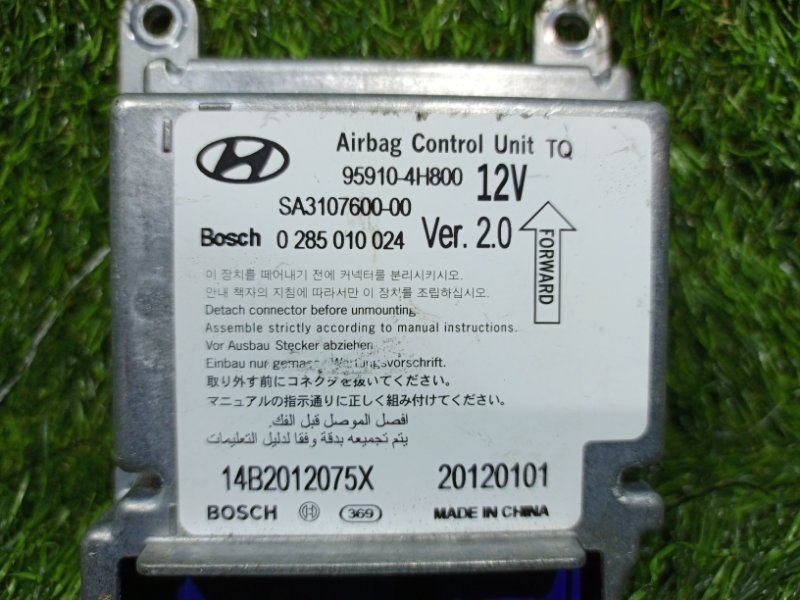 Airbag Control Unit TQ
95910-4H800 12V
SA3107600-00
Bosch 0 285 010 024 Ver. 2.0
FORWARD
이 장치를 떼어내기 전에 커넥터를 분리시키시오.
안내 책자의 지침에 따라서만 이 장치를 조립하십시오.
Detach connector before unmounting.
Assemble strictly according to manual instructions.
Vor Ausbau Stecker abziehen
Einbau nur gemass Wartungsvorschrift.
取り外す前にコネクタを抜いてください。
マニュアルの指示通りに正しく組み付けてください。
افصل الموصل قبل الفك.
يتم تجميعه بدقة وفقا لدليل التعليمات
14B2012075X 20120101
BOSCH 369 MADE IN CHINA